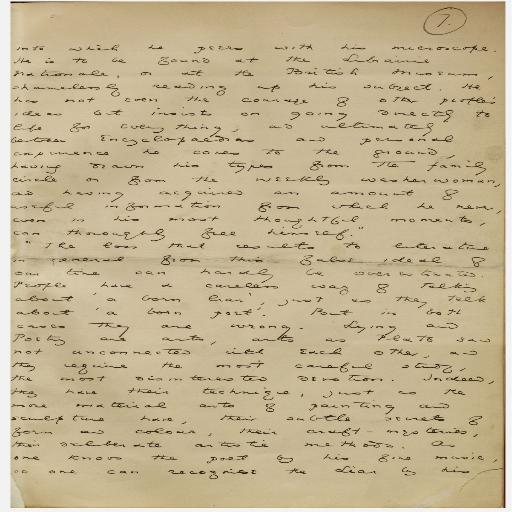 7.
into which he peers with his microscope.
He is to be found at the Librairie
Nationale, or at the British Museum,
shamelessly reading up his subject. He
has not even the courage of other people's
ideas but insists on going directly to
life for everything, and ultimately
between Encyclopaedias and personal
experience he comes to the ground,
having drawn his types from the family
circle or from the weekly washerwoman,
and having acquired an amount of
useful information from which he never,
even in his most thoughtful moments,
can thoroughly free himself."
"The loss that results to literature
in general from this false ideal of
our time can hardly be overestimated.
People have a careless way of talking
about 'a born liar', just as they talk
about 'a born poet'. But in both
cases they are wrong. Lying and
Poetry are arts, arts as Plato saw
not unconnected with each other, and
they require the most careful study,
the most disinterested devotion. Indeed,
they have their technique, just as the
more material arts of painting and
sculpture have, their subtle secrets of
form and colour their craft-mysteries,
their deliberate artistic methods. As
one knows the poet by his fine music,
so one can recognise the liar by his